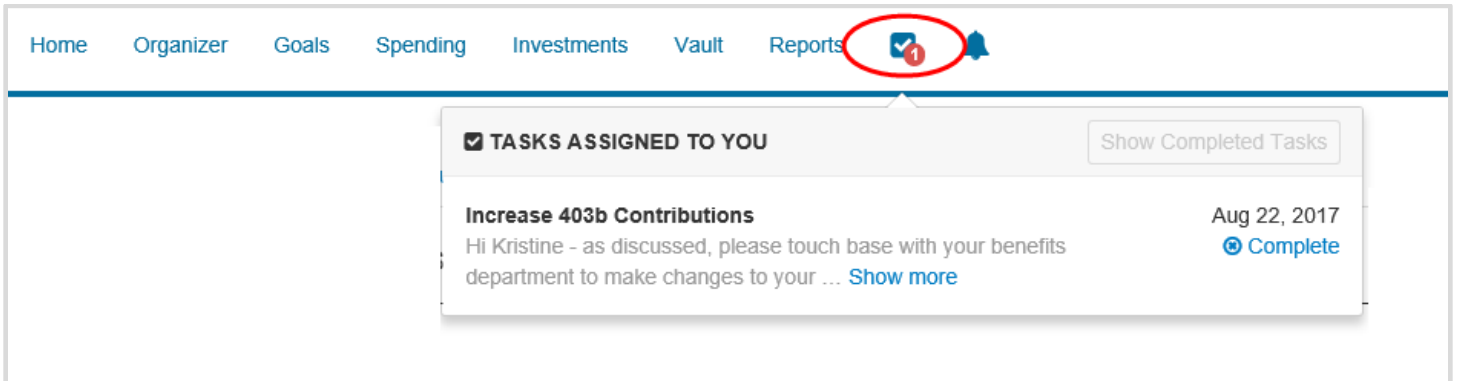 Home Organizer Goals Spending Investments Vault Reports 1
TASKS ASSIGNED TO YOU Show Completed Tasks
Increase 403b Contributions Aug 22, 2017
Hi Kristine - as discussed, please touch base with your benefits Complete
department to make changes to your ... Show more